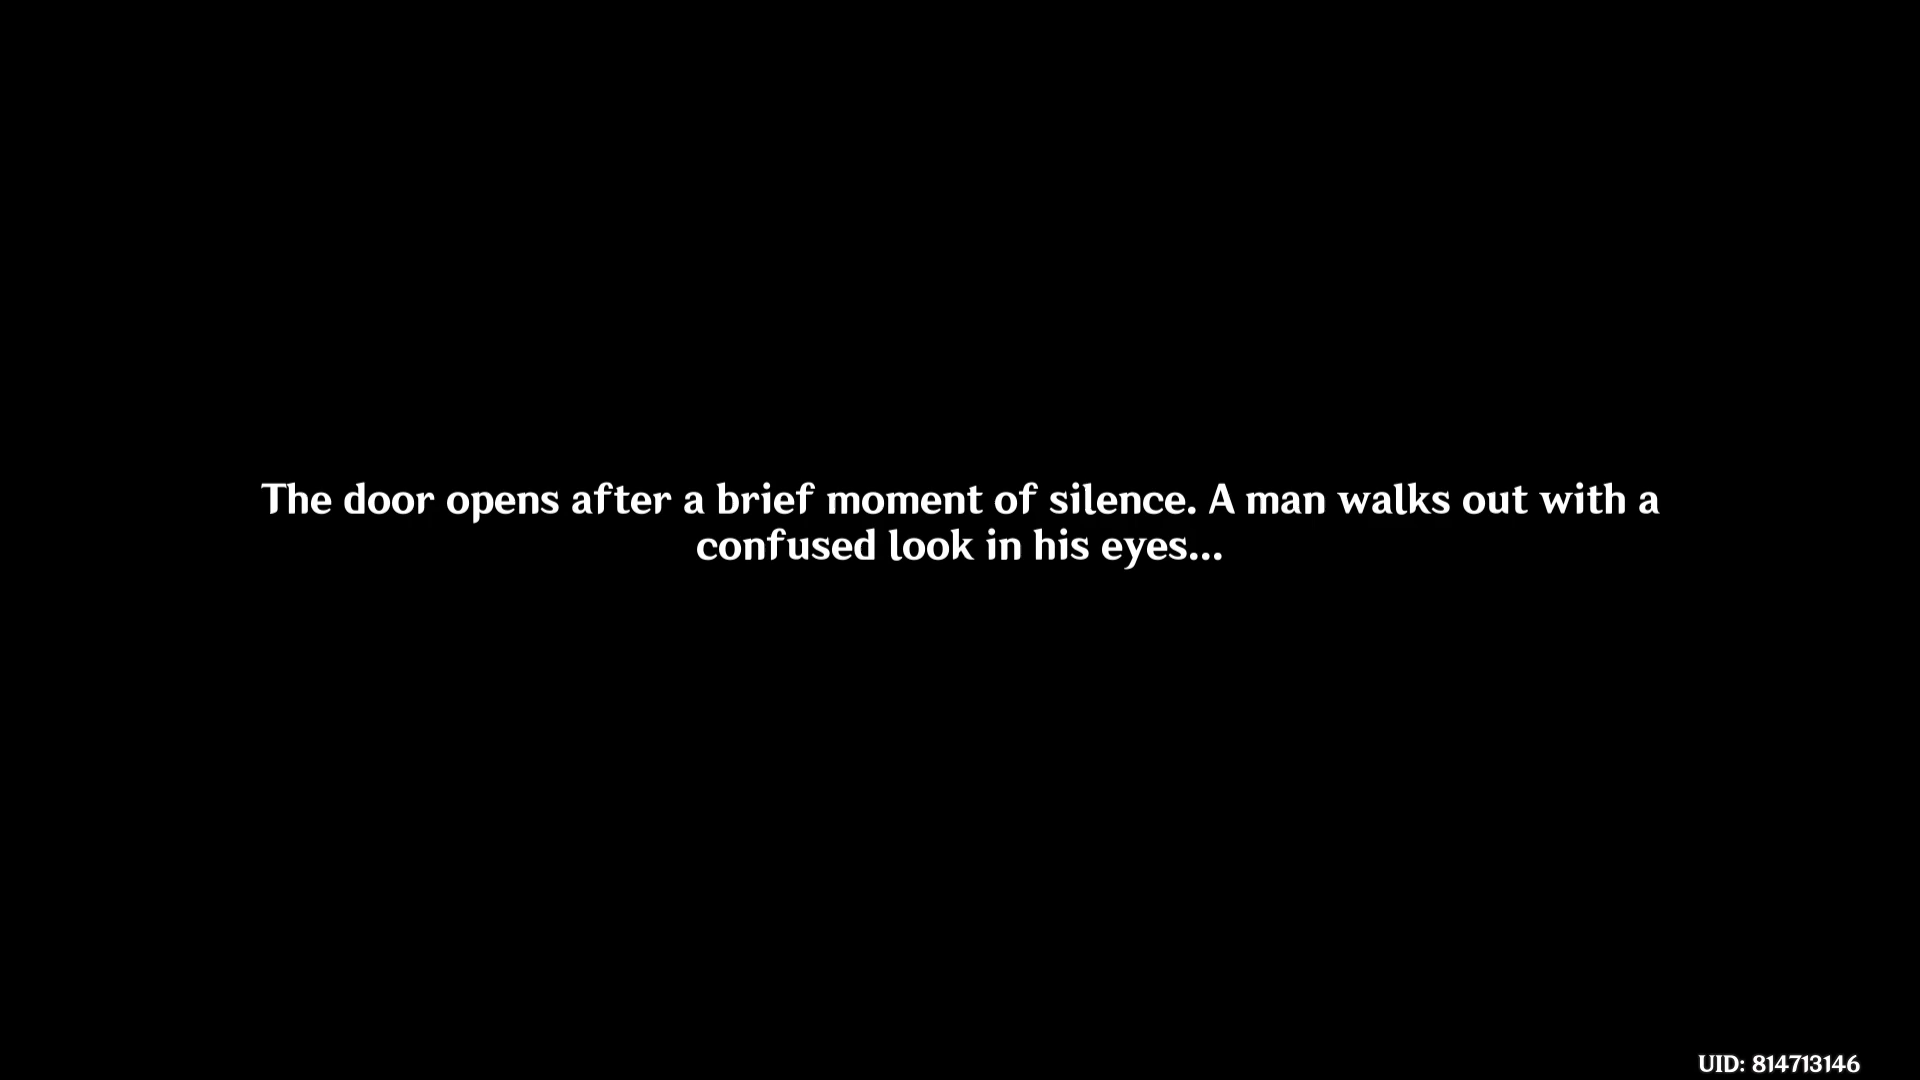 The door opens after a brief moment of silence. A man walks out with a
confused look in his eyes...
UID: 814713146